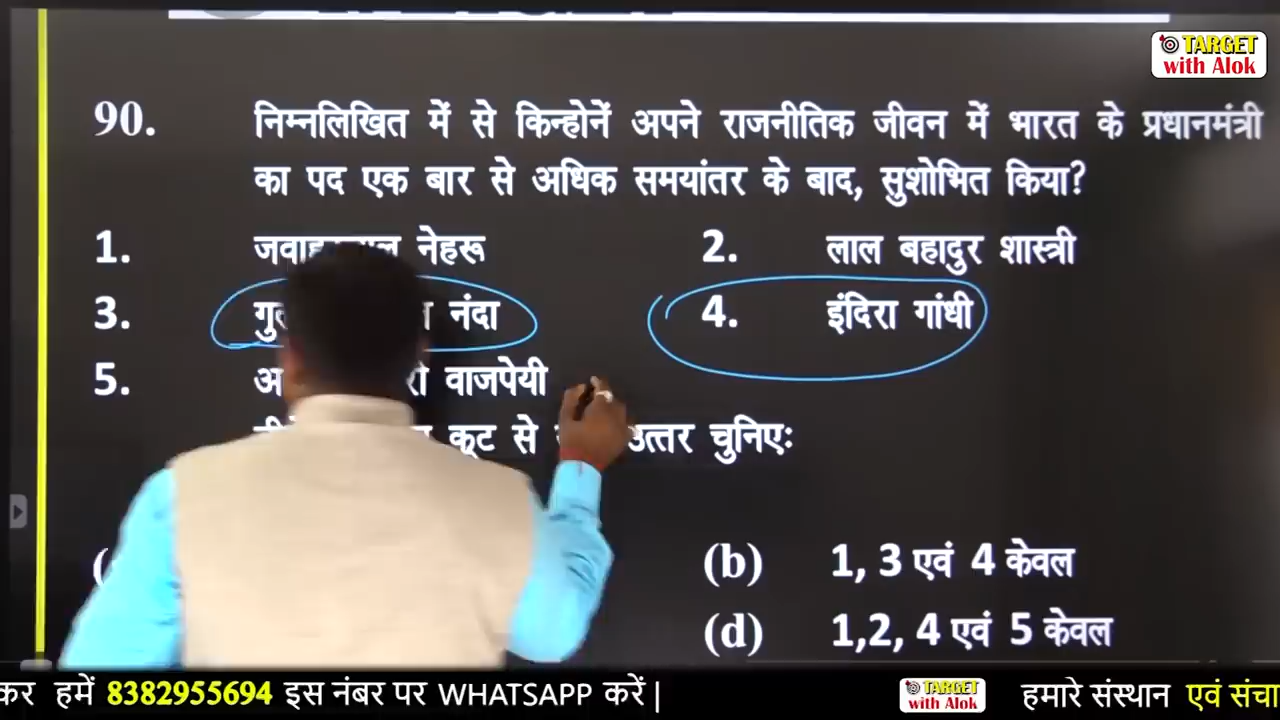 TARGET
with Alok
90. निम्नलिखित में से किन्होनें अपने राजनीतिक जीवन में भारत के प्रधानमंत्री
का पद एक बार से अधिक समयांतर के बाद, सुशोभित किया?
1. नेहरू 2. लाल बहादुर शास्त्री
3. नंदा 4. इंदिरा गांधी
5. वाजपेयी
कूट से उत्तर चुनिएः
(b) 1, 3 एवं 4 केवल
(d) 1,2, 4 एवं 5 केवल
कर हमें 8382955694 इस नंबर पर WHATSAPP करें | TARGET with Alok हमारे संस्थान एवं